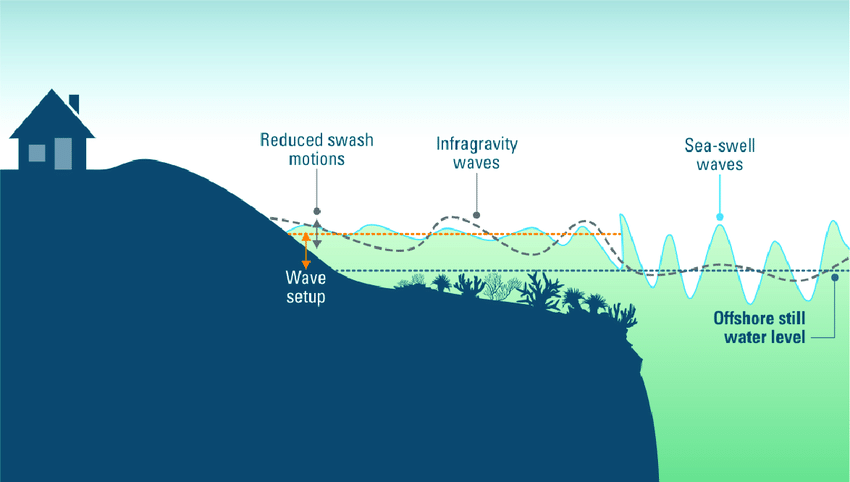 Reduced swash
motions
Infragravity
waves
Sea-swell
waves
Wave
setup
Offshore still
water level